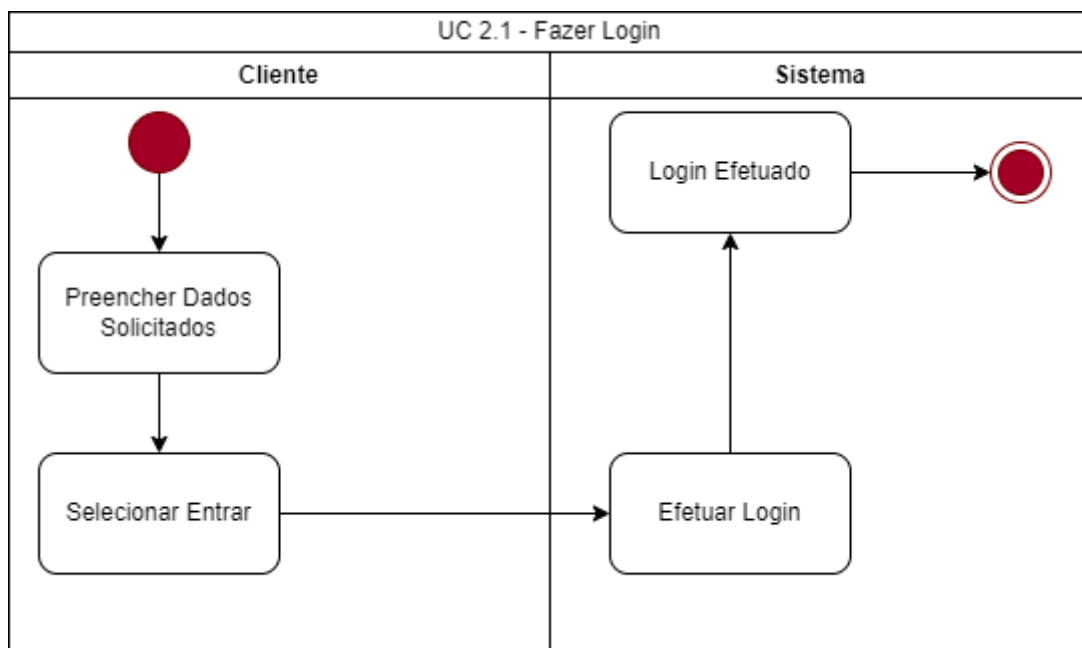 UC 2.1 - Fazer Login
Cliente
Sistema
Preencher Dados
Solicitados
Selecionar Entrar
Efetuar Login
Login Efetuado